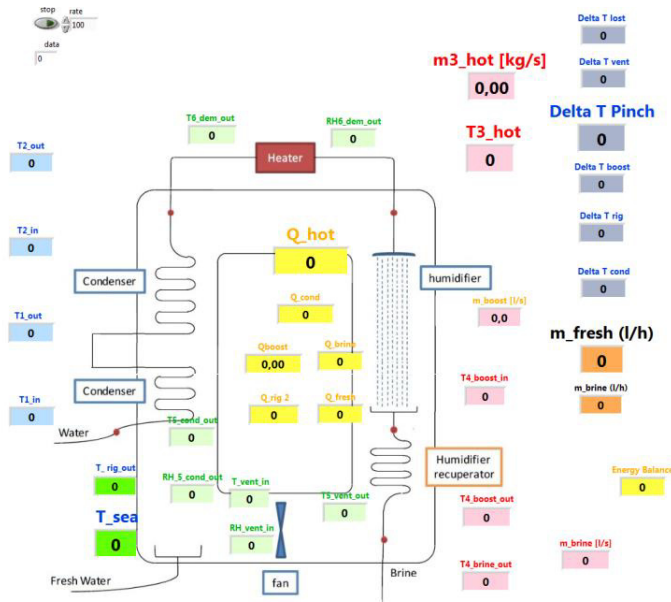 stop
rate
100
data
0
Delta T lost
0
m3_hot [kg/s]
0,00
Delta T vent
0
T6_dem_out
0
RH6_dem_out
0
T3_hot
0
Delta T Pinch
0
T2_out
0
Heater
Delta T boost
0
T2_in
0
Q_hot
0
Delta T rig
0
Condenser
humidifier
Delta T cond
0
Q_cond
0
m_boost [l/s]
0,0
T1_out
0
m_fresh (l/h)
0
Qboost
0,00
Q_brine
0
Condenser
T4_boost_in
0
m_brine (l/h)
0
T1_in
0
Q_rig 2
0
Q_fresh
0
Water
T5_cond_out
0
Humidifier
recuperator
T_rig_out
0
RH_5_cond_out
0
T_vent_in
0
T5_vent_out
0
Energy Balance
0
T4_boost_out
0
T_sea
0
RH_vent_in
0
m_brine [l/s]
0
T4_brine_out
0
Fresh Water
fan
Brine